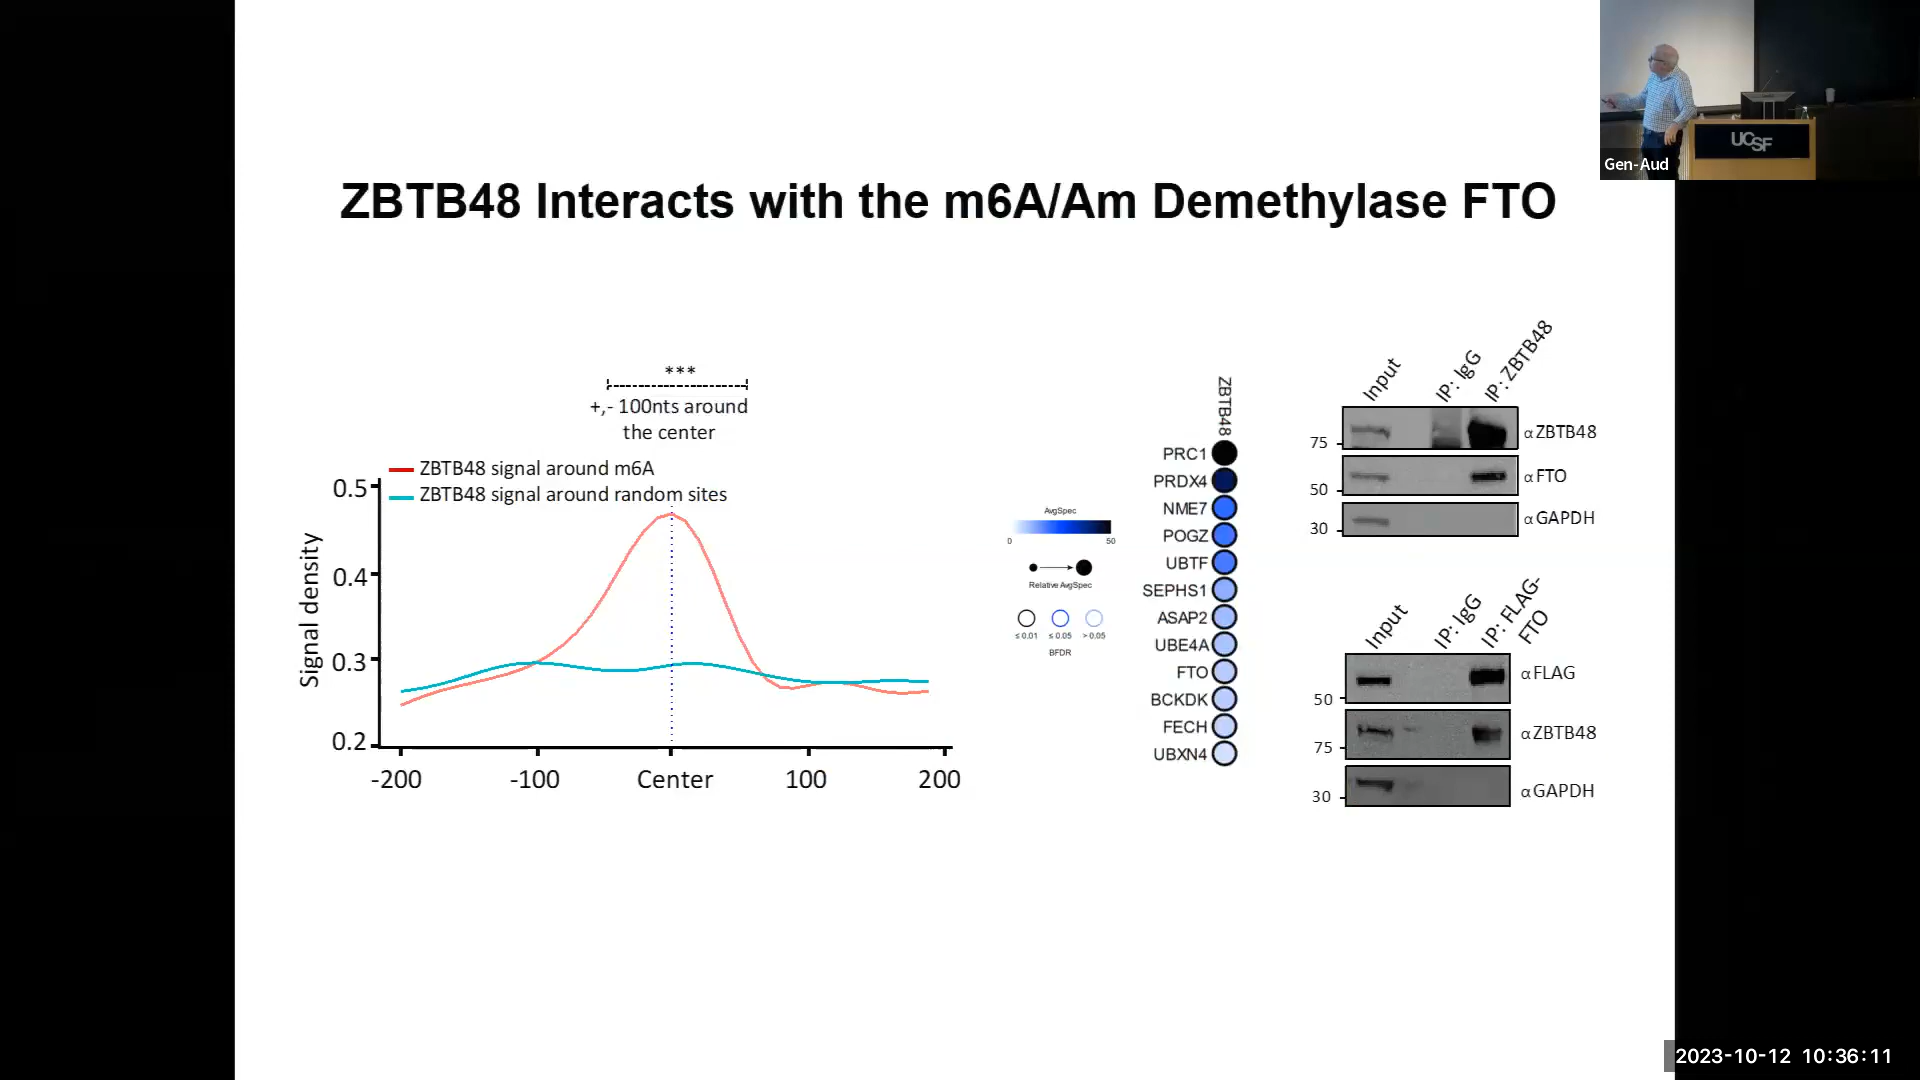 UCSF
Gen-Aud
ZBTB48 Interacts with the m6A/Am Demethylase FTO
***
+,- 100nts around
the center
ZBTB48 signal around m6A
ZBTB48 signal around random sites
Signal density
0.5
0.4
0.3
0.2
-200
-100
Center
100
200
AvgSpec
0
50
Relative AvgSpec
≤ 0.01
≤ 0.05
> 0.05
BFDR
ZBTB48
PRC1
PRDX4
NME7
POGZ
UBTF
SEPHS1
ASAP2
UBE4A
FTO
BCKDK
FECH
UBXN4
Input
IP: IgG
IP: ZBTB48
75
αZBTB48
50
αFTO
30
αGAPDH
Input
IP: IgG
IP: FLAG-
FTO
αFLAG
50
αZBTB48
75
αGAPDH
30
2023-10-12 10:36:11